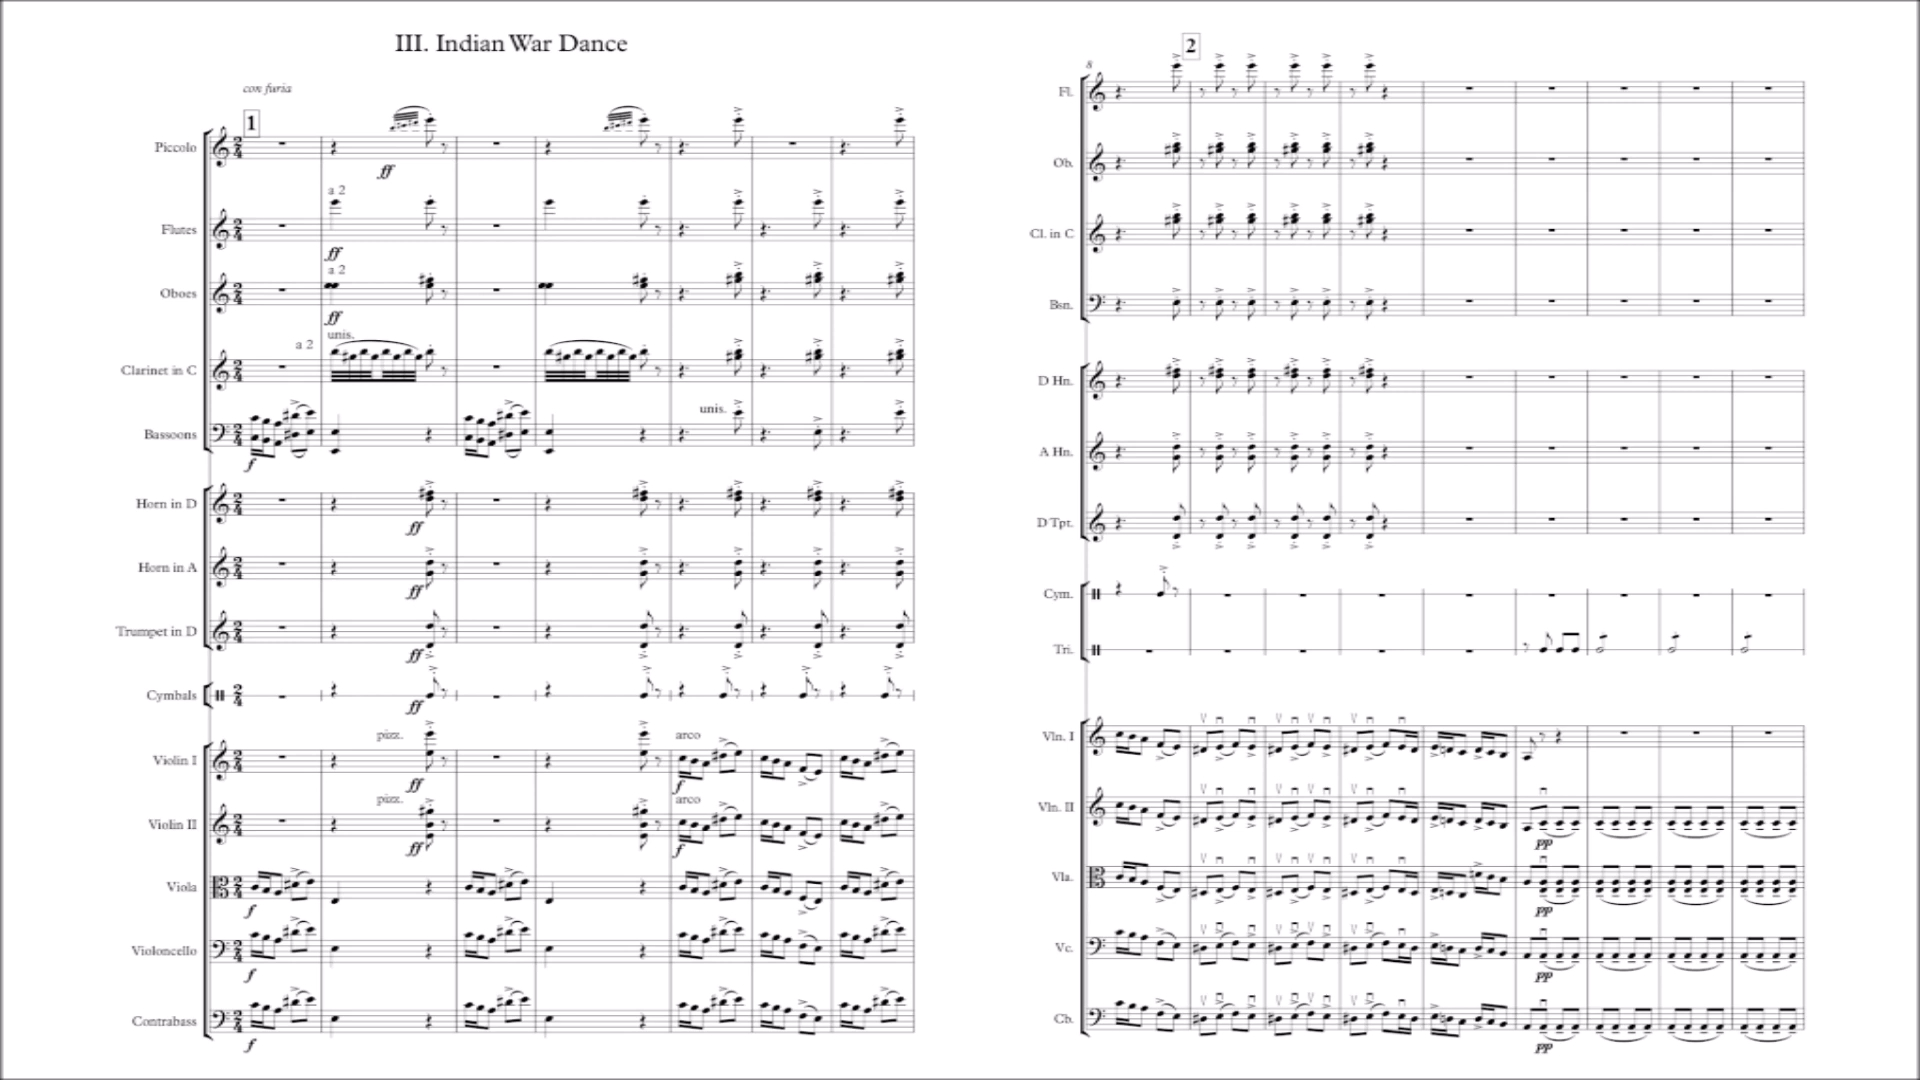 III. Indian War Dance
con furia
1
Piccolo
ff
a 2
Flutes
ff
a 2
Oboes
ff
unis.
a 2
Clarinet in C
unis.
Bassoons
f
Horn in D
ff
Horn in A
ff
Trumpet in D
ff
Cymbals
ff
pizz. arco
Violin I
ff f
pizz. arco
Violin II
ff f
Viola
f
Violoncello
f
Contrabass
f
2
8
Fl.
Ob.
Cl. in C
Bsn.
D Hn.
A Hn.
D Tpt.
Cym.
Tri.
Vln. I
Vln. II
pp
Vla.
pp
Vc.
pp
Cb.
pp